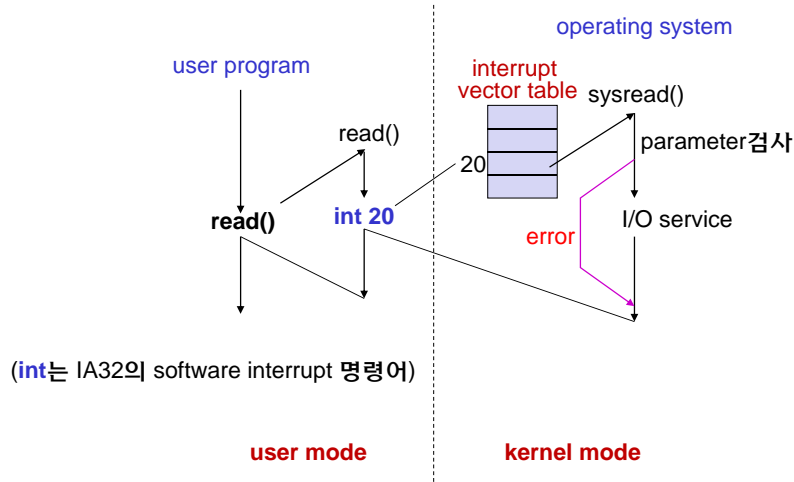 operating system
user program
interrupt
vector table
sysread()
read()
parameter검사
20
read()
int 20
I/O service
error
(int는 IA32의 software interrupt 명령어)
user mode
kernel mode